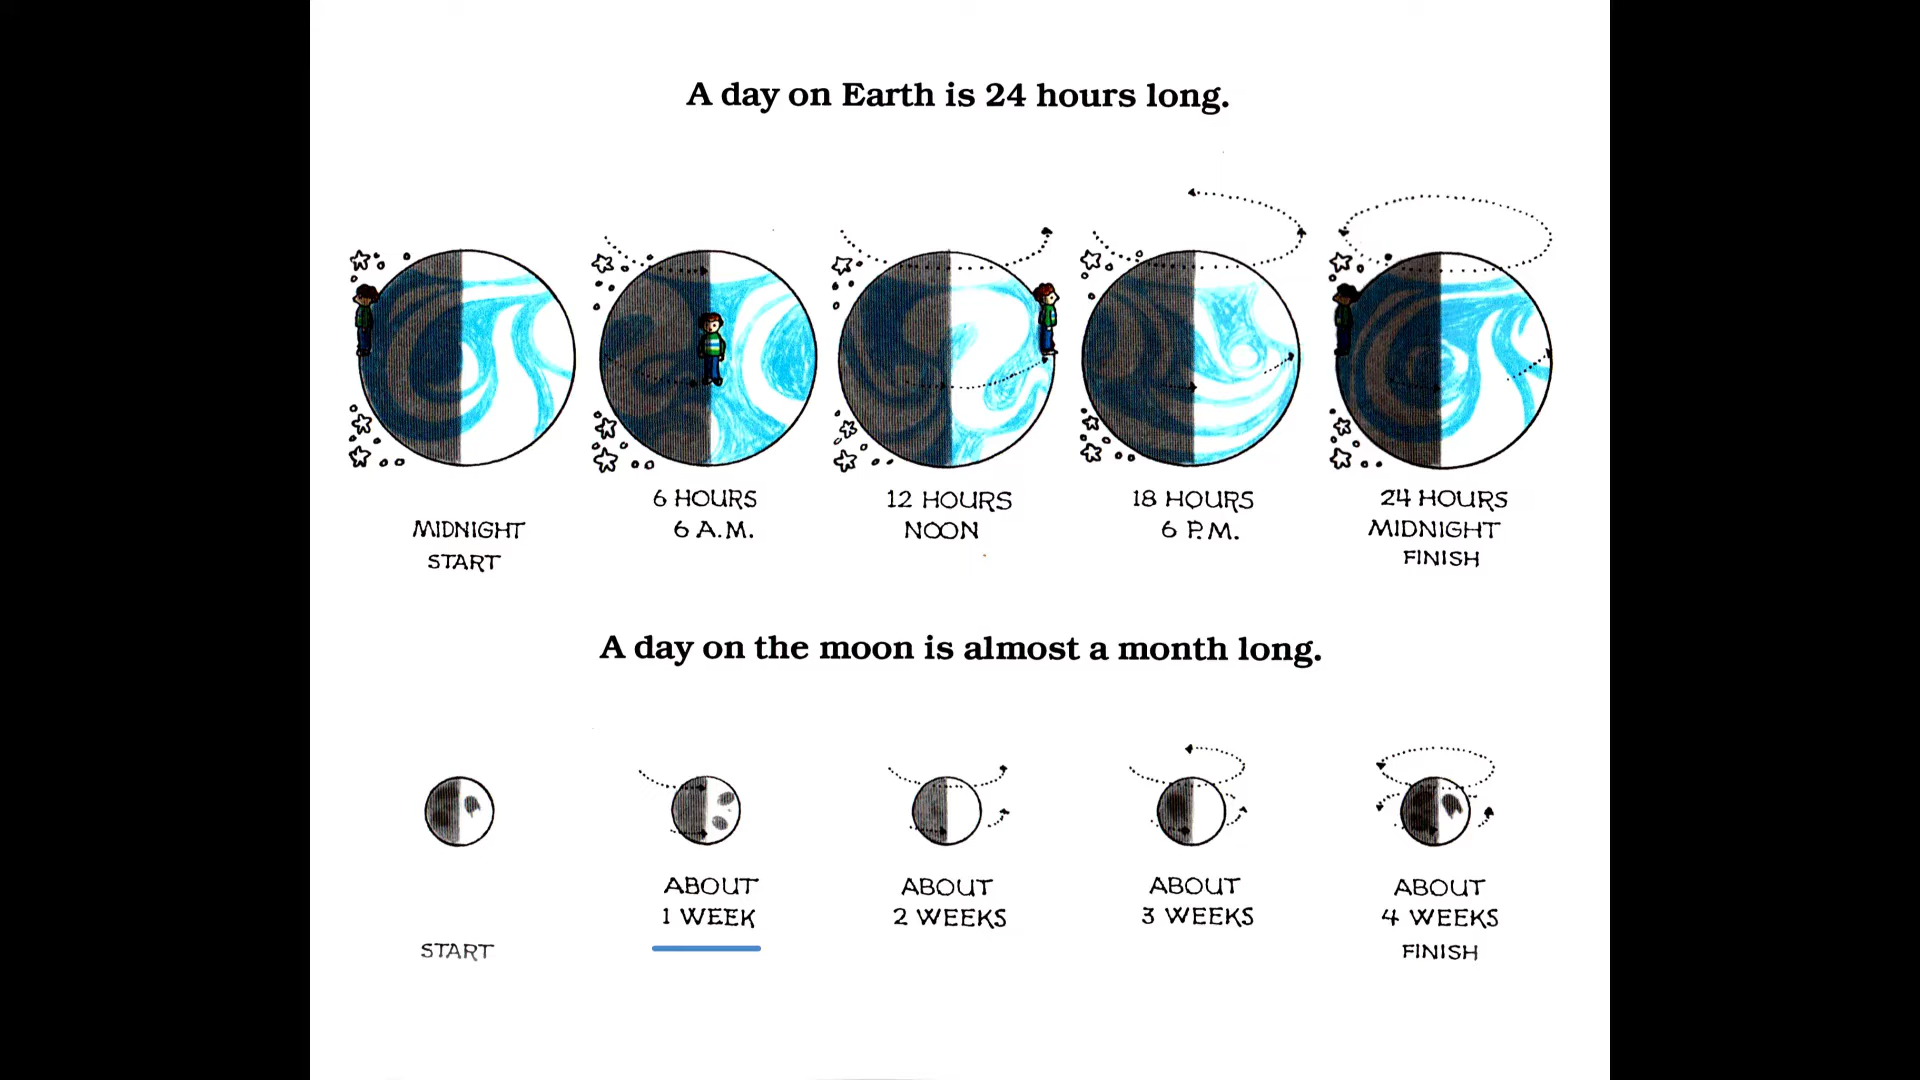 A day on Earth is 24 hours long.
MIDNIGHT
START
6 HOURS
6 A.M.
12 HOURS
NOON
18 HOURS
6 P.M.
24 HOURS
MIDNIGHT
FINISH
A day on the moon is almost a month long.
START
ABOUT
1 WEEK
ABOUT
2 WEEKS
ABOUT
3 WEEKS
ABOUT
4 WEEKS
FINISH